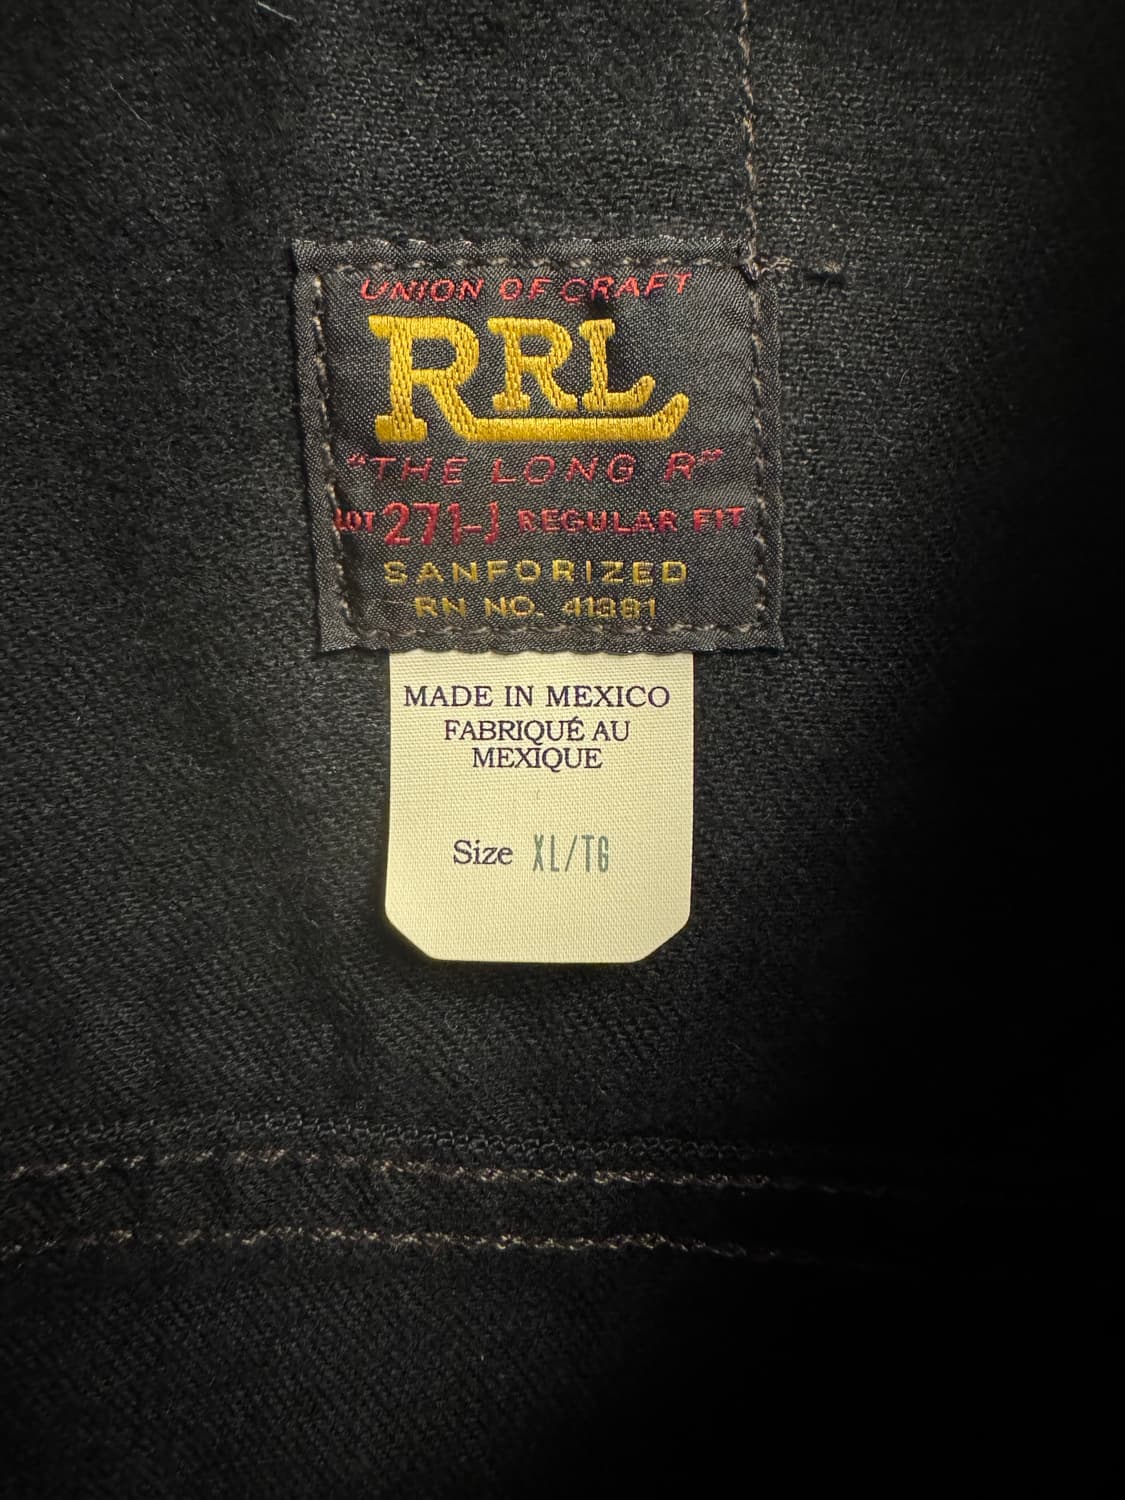 UNION OF CRAFT
RRL
"THE LONG R"
LOT 271-J REGULAR FIT
SANFORIZED
RN NO. 41381
MADE IN MEXICO
FABRIQUÉ AU
MEXIQUE
Size XL/TG